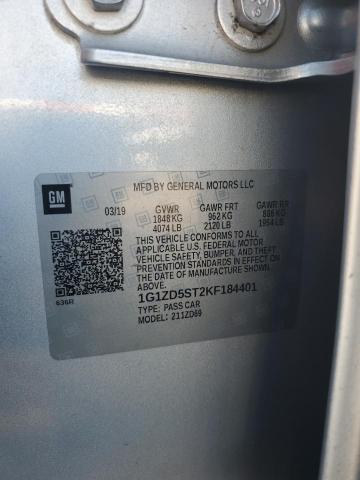 MFD BY GENERAL MOTORS LLC
GM
03/19 GVWR GAWR FRT GAWR RR
1848 KG 962 KG 886 KG
4074 LB 2120 LB 1954 LB
THIS VEHICLE CONFORMS TO ALL
APPLICABLE U.S. FEDERAL MOTOR
VEHICLE SAFETY, BUMPER, AND THEFT
PREVENTION STANDARDS IN EFFECT ON
THE DATE OF MANUFACTURE SHOWN
ABOVE.
1G1ZD5ST2KF184401
636R
TYPE: PASS CAR
MODEL: 211ZD69